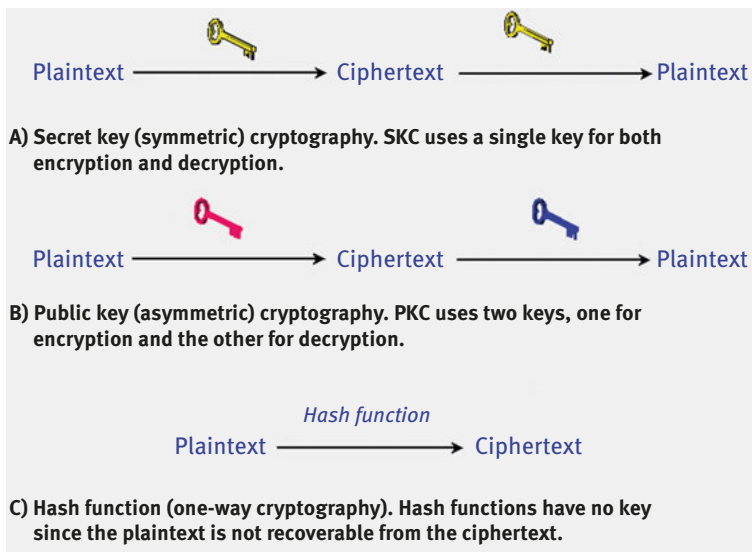 Plaintext Ciphertext Plaintext
A) Secret key (symmetric) cryptography. SKC uses a single key for both
encryption and decryption.
Plaintext Ciphertext Plaintext
B) Public key (asymmetric) cryptography. PKC uses two keys, one for
encryption and the other for decryption.
Hash function
Plaintext Ciphertext
C) Hash function (one-way cryptography). Hash functions have no key
since the plaintext is not recoverable from the ciphertext.